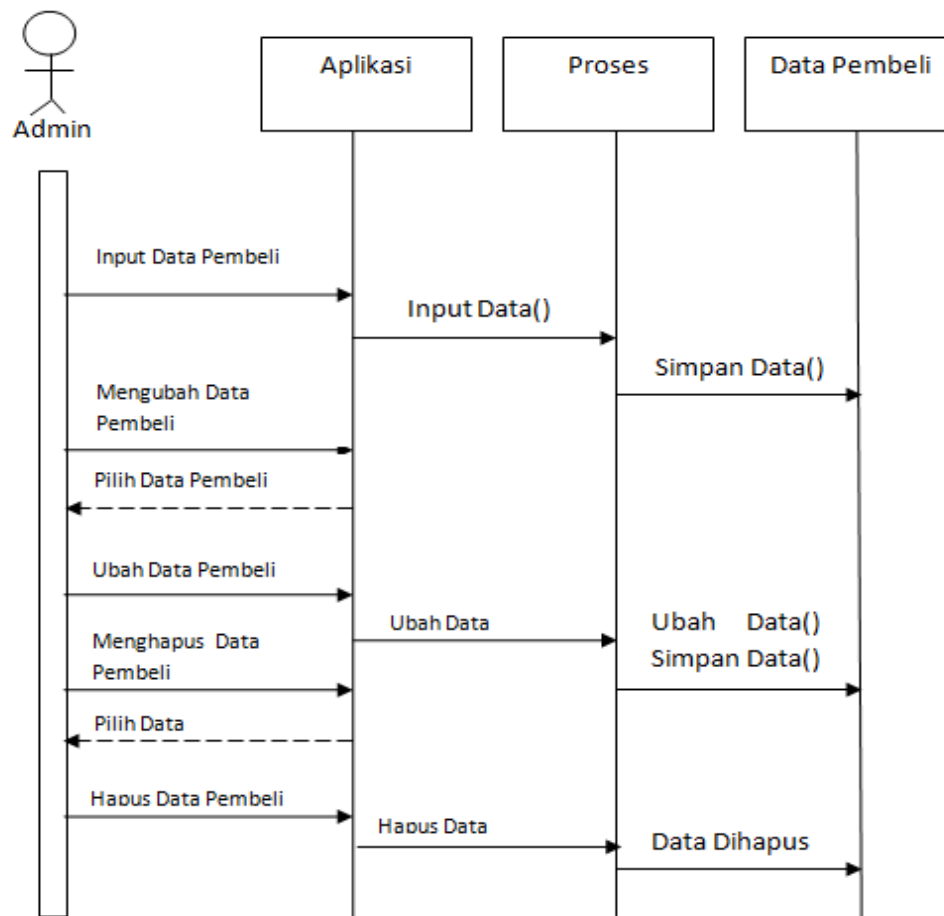 Admin
Aplikasi
Proses
Data Pembeli
Input Data Pembeli
Input Data()
Simpan Data()
Mengubah Data
Pembeli
Pilih Data Pembeli
Ubah Data Pembeli
Ubah Data
Ubah Data()
Simpan Data()
Menghapus Data
Pembeli
Pilih Data
Hapus Data Pembeli
Hapus Data
Data Dihapus